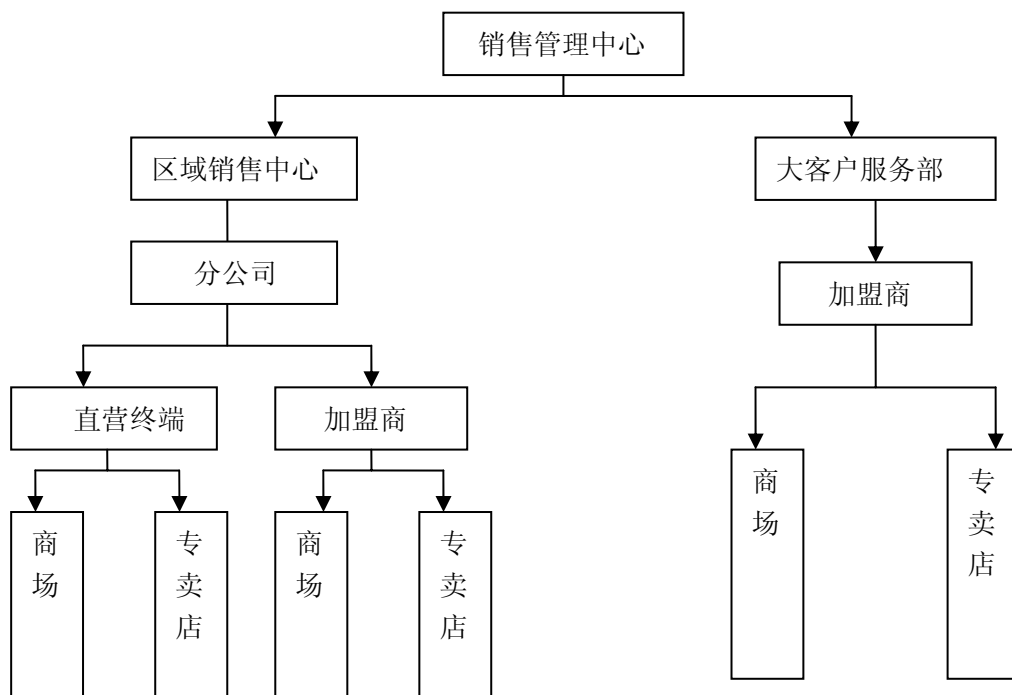 销售管理中心
区域销售中心
大客户服务部
分公司
加盟商
直营终端
加盟商
商场
专卖店
商场
专卖店
商场
专卖店